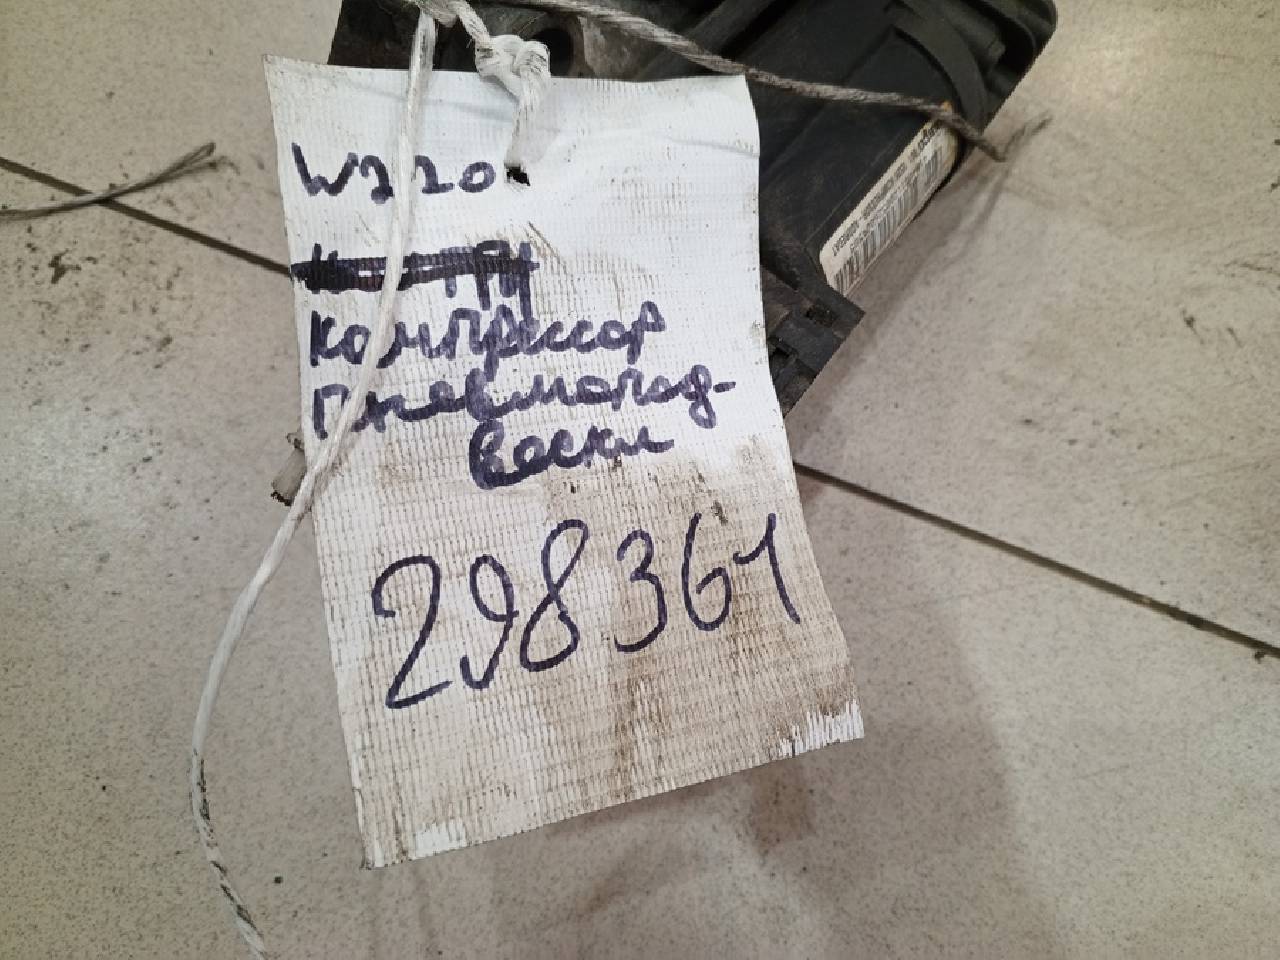 W220
компрессор
пневмопод-
вески
298361